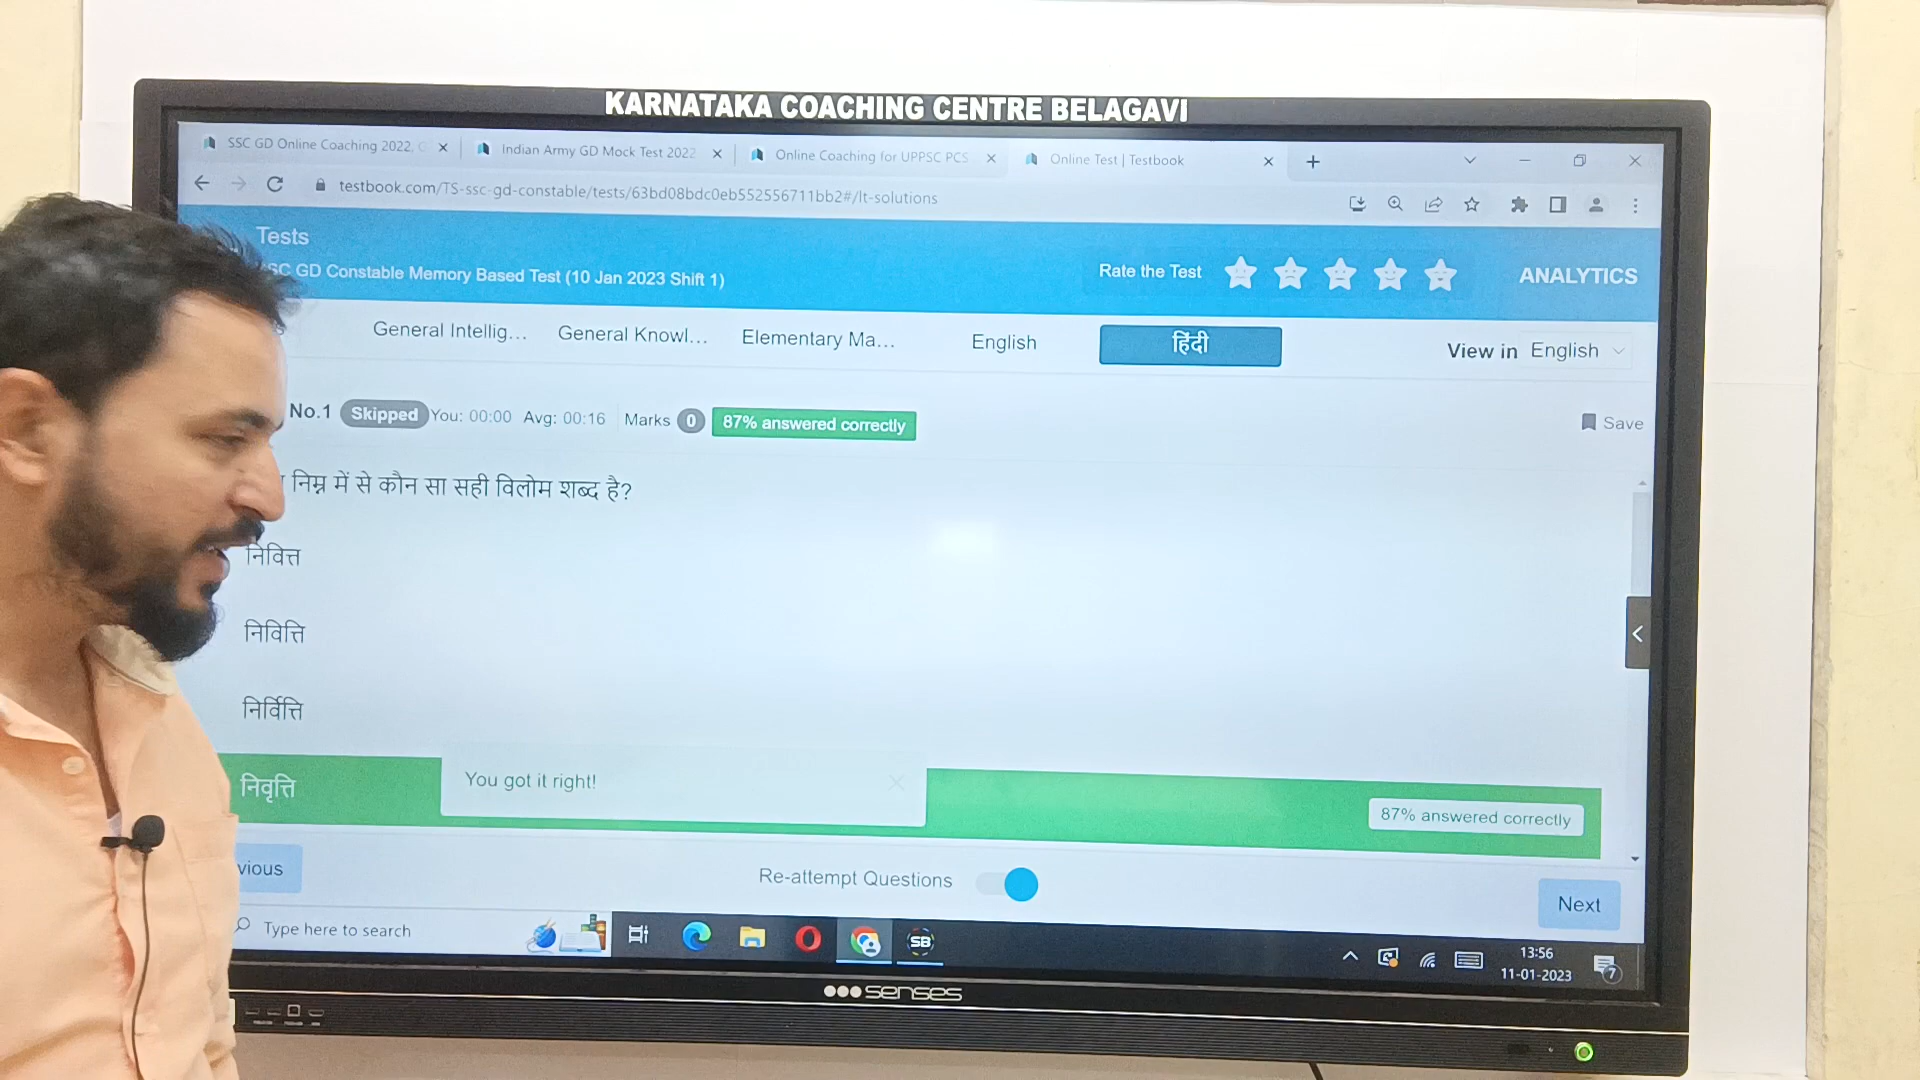 KARNATAKA COACHING CENTRE BELAGAVI
SSC GD Online Coaching 2022,
Indian Army GD Mock Test 2022
Online Coaching for UPPSC PCS
Online Test | Testbook
testbook.com/TS-ssc-gd-constable/tests/63bd08bdc0eb552556711bb2#/lt-solutions
Tests
SC GD Constable Memory Based Test (10 Jan 2023 Shift 1)
Rate the Test
ANALYTICS
General Intellig...
General Knowl...
Elementary Ma...
English
हिंदी
View in English
No.1 Skipped You: 00:00 Avg: 00:16 Marks 0 87% answered correctly
Save
निम्न में से कौन सा सही विलोम शब्द है?
निवित्त
निवित्ति
निर्वित्ति
निवृत्ति
You got it right!
87% answered correctly
vious
Re-attempt Questions
Next
Type here to search
SB
13:56
11-01-2023
7
senses